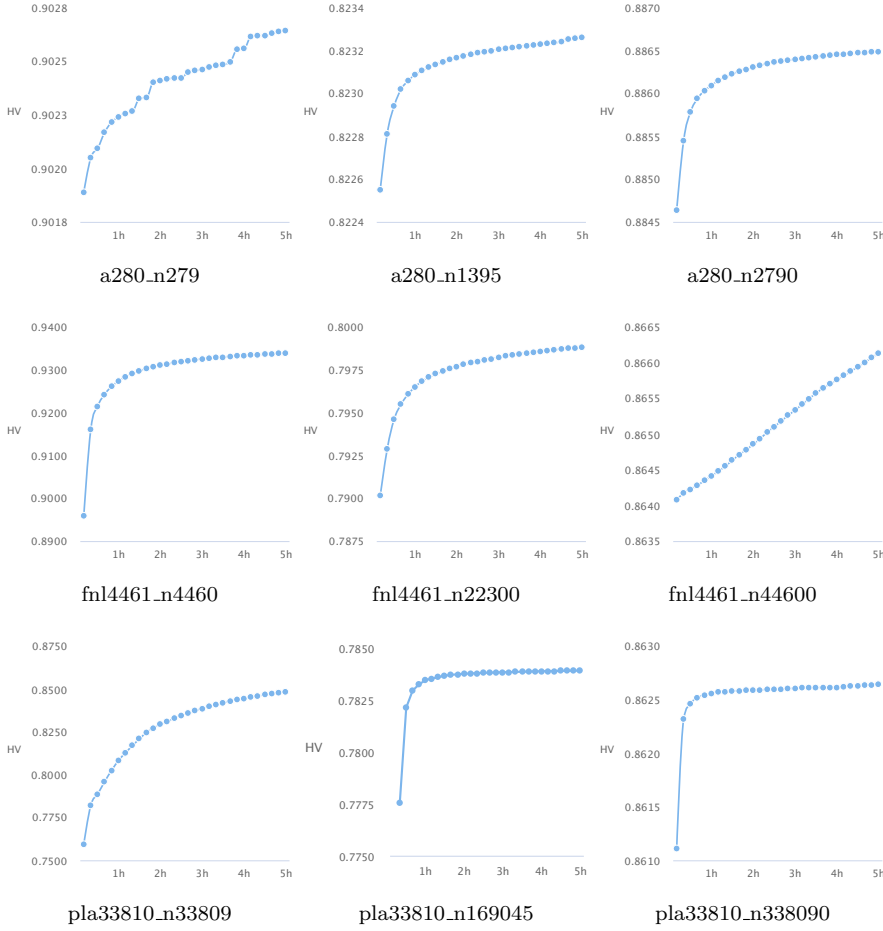 0.9028
0.9025
0.9023
0.9020
0.9018
HV
1h 2h 3h 4h 5h
a280_n279
0.8234
0.8232
0.8230
0.8228
0.8226
0.8224
HV
1h 2h 3h 4h 5h
a280_n1395
0.8870
0.8865
0.8860
0.8855
0.8850
0.8845
HV
1h 2h 3h 4h 5h
a280_n2790
0.9400
0.9300
0.9200
0.9100
0.9000
0.8900
HV
1h 2h 3h 4h 5h
fnl4461_n4460
0.8000
0.7975
0.7950
0.7925
0.7900
0.7875
HV
1h 2h 3h 4h 5h
fnl4461_n22300
0.8665
0.8660
0.8655
0.8650
0.8645
0.8640
0.8635
HV
1h 2h 3h 4h 5h
fnl4461_n44600
0.8750
0.8500
0.8250
0.8000
0.7750
0.7500
HV
1h 2h 3h 4h 5h
pla33810_n33809
0.7850
0.7825
0.7800
0.7775
0.7750
HV
1h 2h 3h 4h 5h
pla33810_n169045
0.8630
0.8625
0.8620
0.8615
0.8610
HV
1h 2h 3h 4h 5h
pla33810_n338090